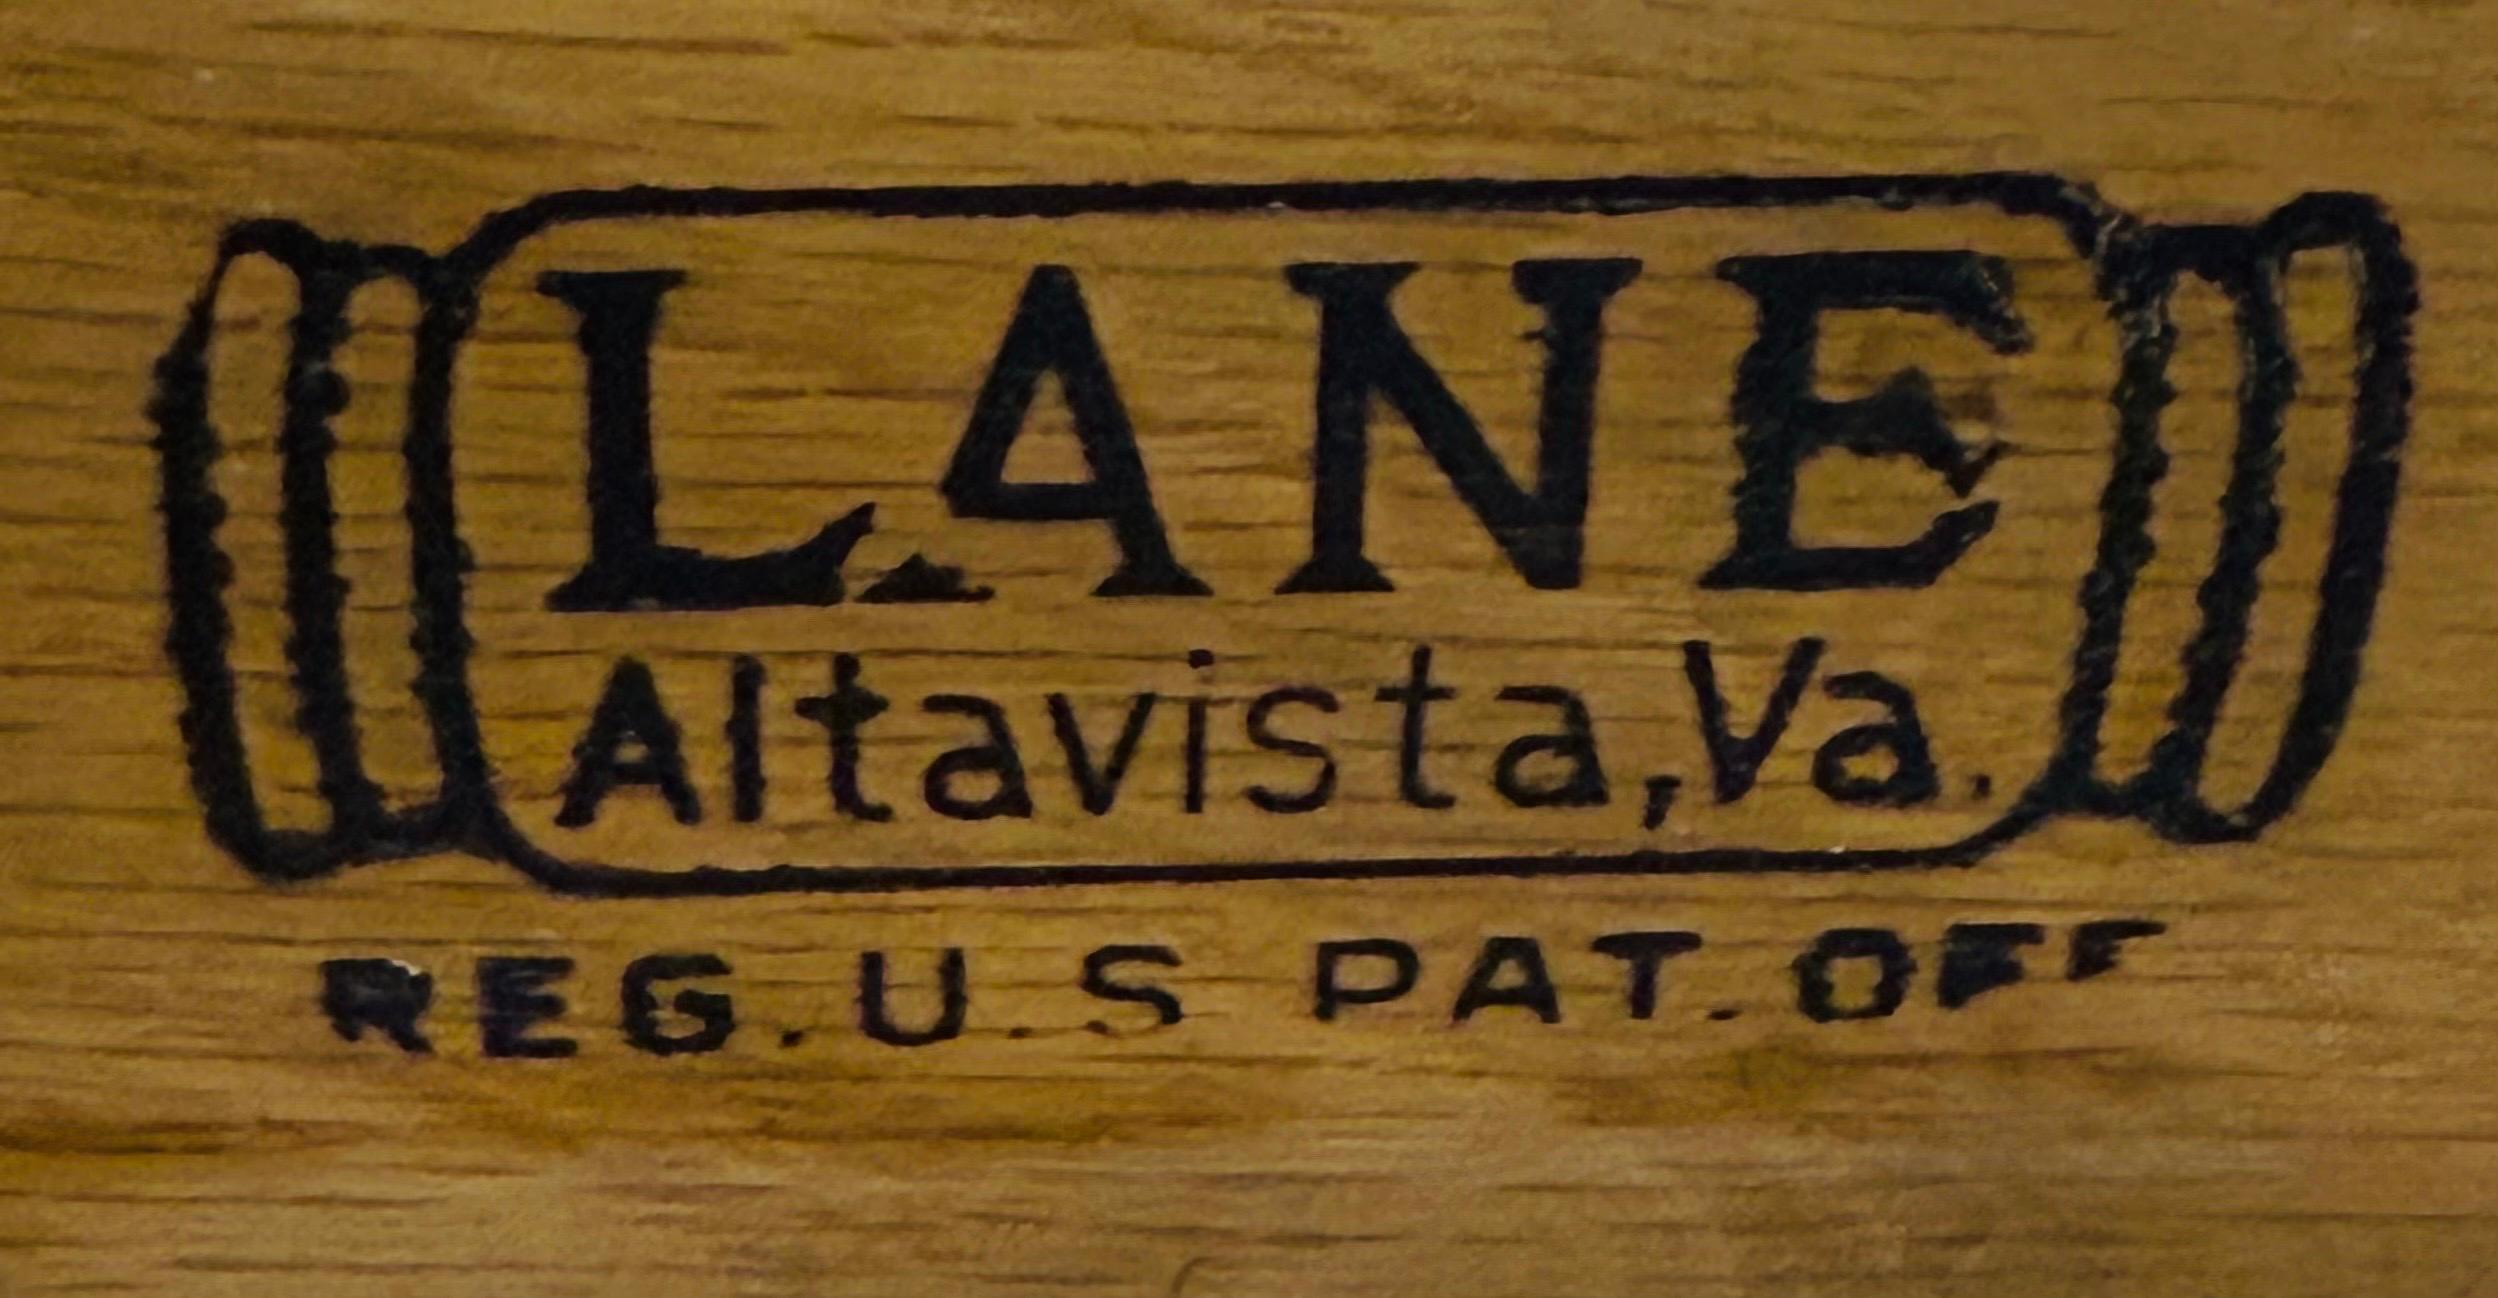 LANE
Altavista, Va.
REG. U.S PAT. OFF